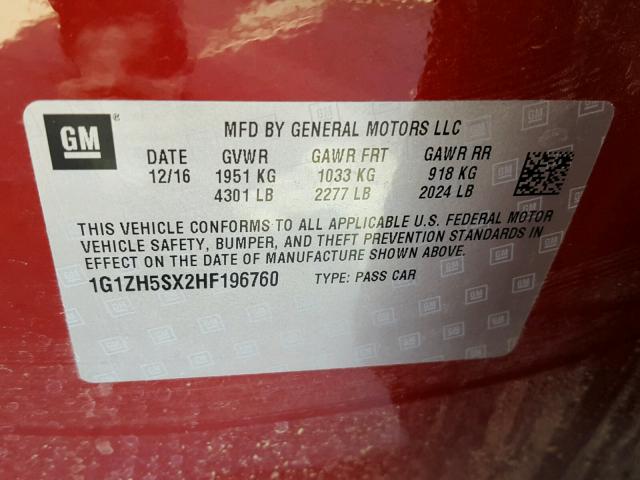 GM
MFD BY GENERAL MOTORS LLC
DATE GVWR GAWR FRT GAWR RR
12/16 1951 KG 1033 KG 918 KG
4301 LB 2277 LB 2024 LB
THIS VEHICLE CONFORMS TO ALL APPLICABLE U.S. FEDERAL MOTOR
VEHICLE SAFETY, BUMPER, AND THEFT PREVENTION STANDARDS IN
EFFECT ON THE DATE OF MANUFACTURE SHOWN ABOVE.
1G1ZH5SX2HF196760 TYPE: PASS CAR